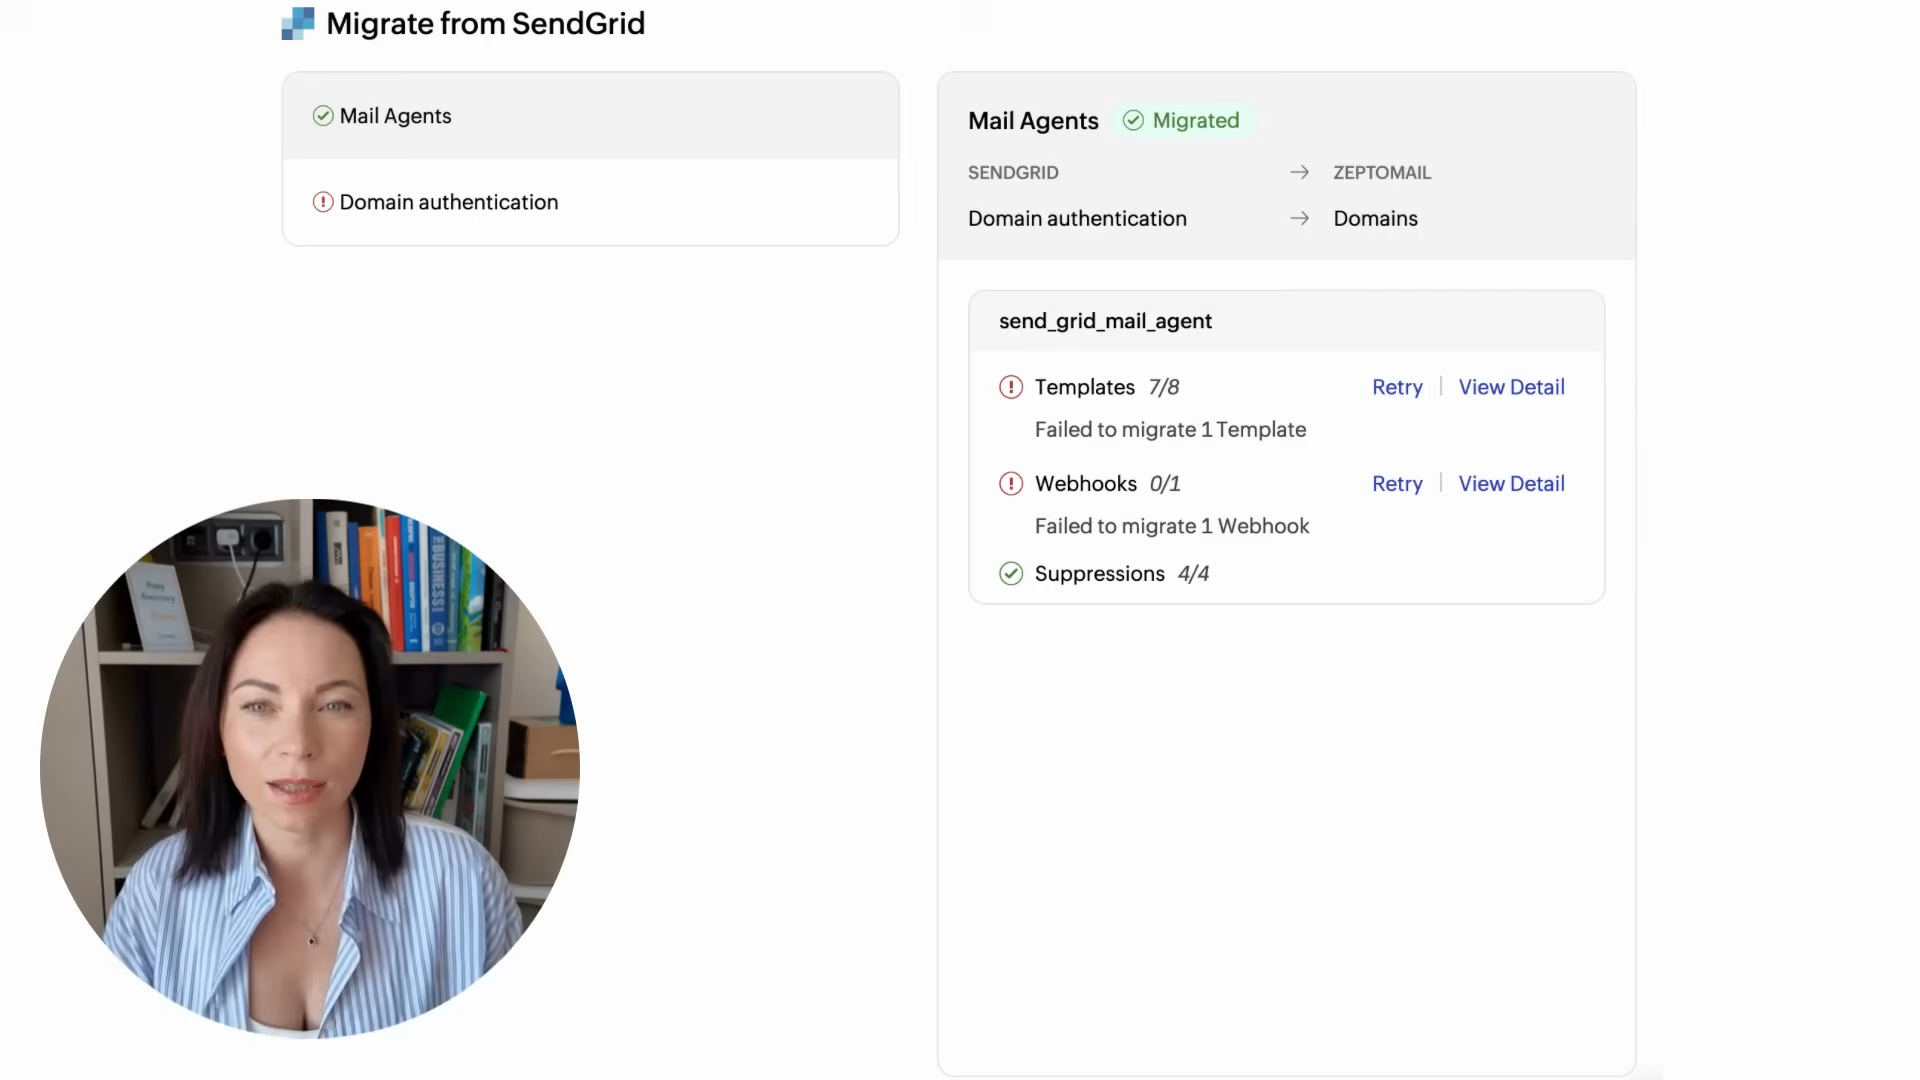 Migrate from SendGrid
Mail Agents
Domain authentication
Mail Agents Migrated
SENDGRID → ZEPTOMAIL
Domain authentication → Domains
send_grid_mail_agent
Templates 7/8 Retry | View Detail
Failed to migrate 1 Template
Webhooks 0/1 Retry | View Detail
Failed to migrate 1 Webhook
Suppressions 4/4
BUSINESS